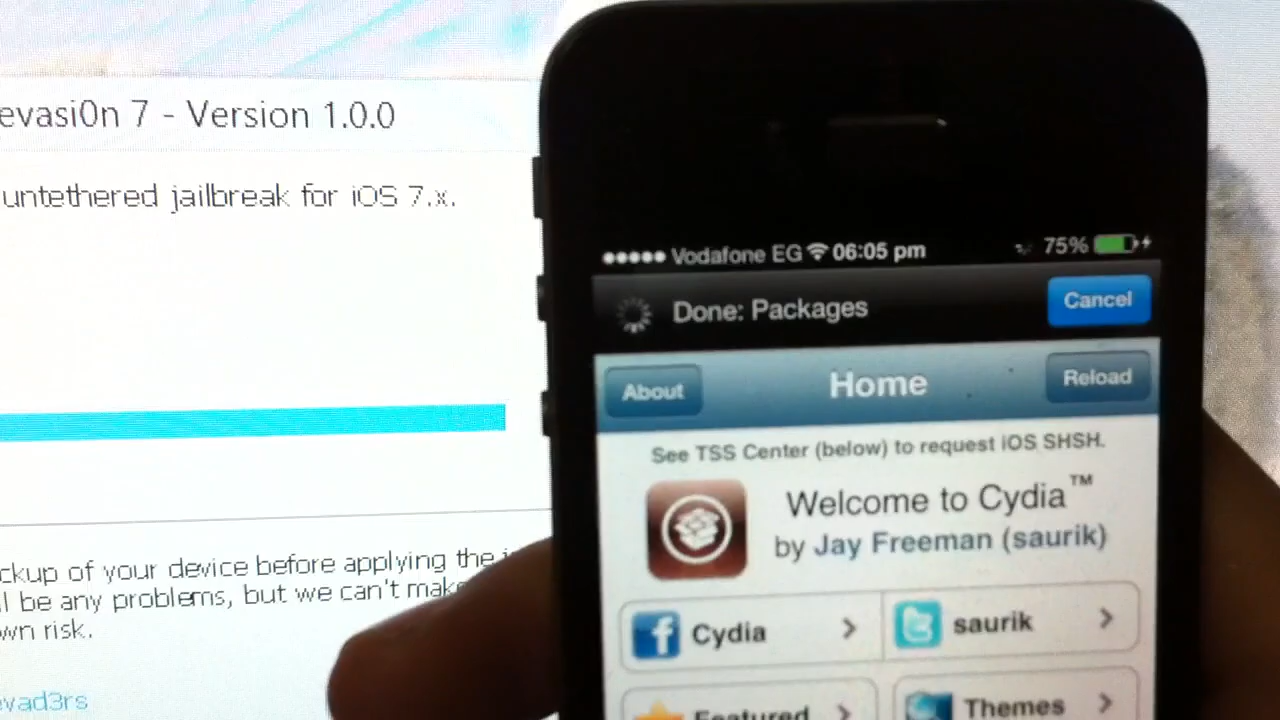 evasi0n 7 - Version 1.0.0
untethered jailbreak for iOS 7.x.
ckup of your device before applying the
l be any problems, but we can't make
wn risk.
evad3rs
Vodafone EG 06:05 pm 75%
Done: Packages Cancel
About Home Reload
See TSS Center (below) to request iOS SHSH.
Welcome to Cydia™
by Jay Freeman (saurik)
Cydia saurik
Featured Themes